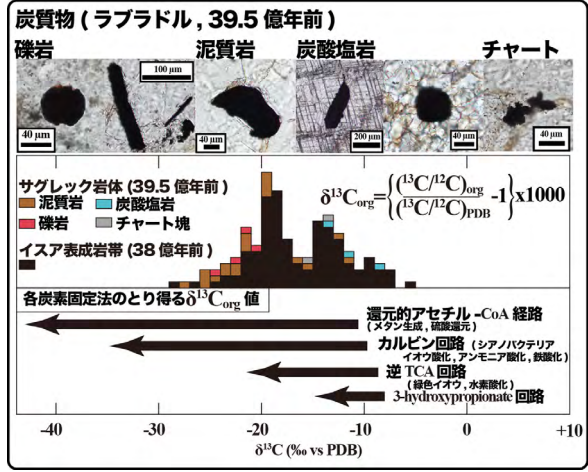 炭質物 ( ラブラドル , 39.5 億年前 )
礫岩 泥質岩 炭酸塩岩 チャート
100 μm
40 μm 40 μm 200 μm 40 μm 40 μm
サグレック岩体 (39.5 億年前 )
泥質岩 炭酸塩岩
礫岩 チャート塊
イスア表成岩帯 (38 億年前 )
δ¹³Corg={(¹³C/¹²C)org/(¹³C/¹²C)PDB -1}x1000
各炭素固定法のとり得るδ¹³Corg 値
還元的アセチル -CoA 経路
( メタン生成 , 硫酸還元 )
カルビン回路 ( シアノバクテリア
イオウ酸化 , アンモニア酸化 , 鉄酸化 )
逆 TCA 回路
( 緑色イオウ , 水素酸化 )
3-hydroxypropionate 回路
-40 -30 -20 -10 0 +10
δ¹³C (‰ vs PDB)